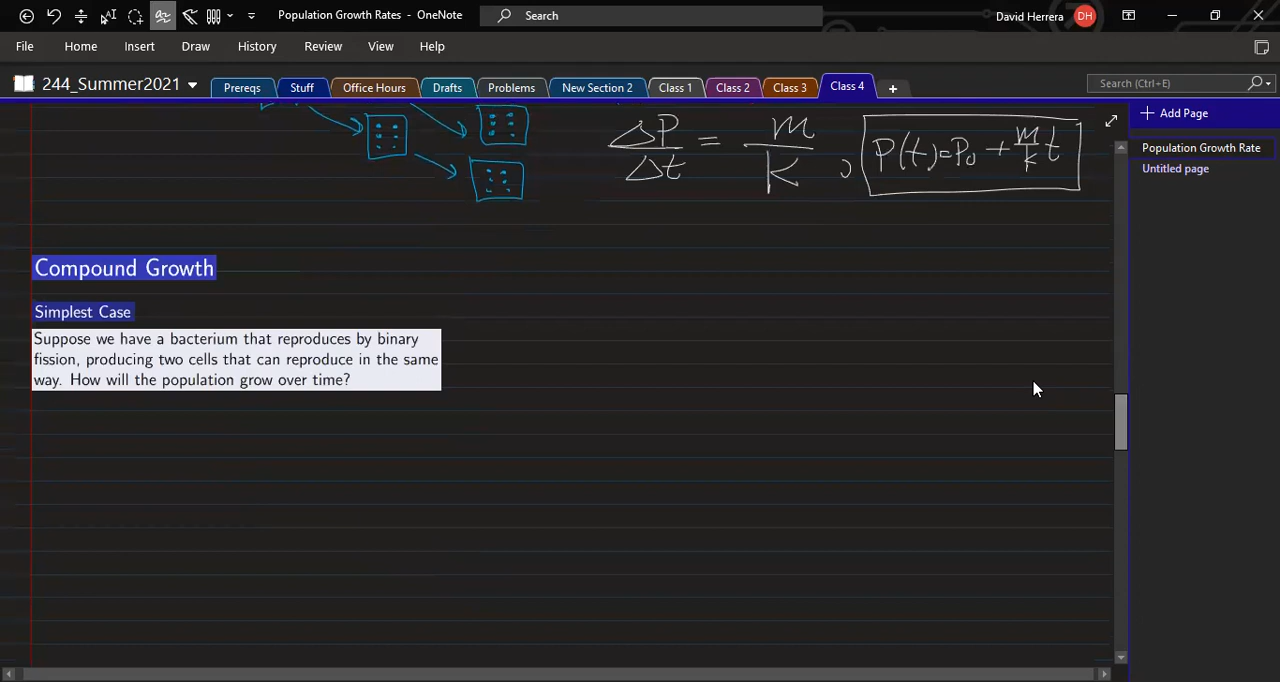 Population Growth Rates - OneNote
Search
David Herrera
DH
File
Home
Insert
Draw
History
Review
View
Help
244_Summer2021
Prereqs
Stuff
Office Hours
Drafts
Problems
New Section 2
Class 1
Class 2
Class 3
Class 4
Search (Ctrl+E)
Add Page
Population Growth Rate
Untitled page
ΔP/Δt = m/K , P(t)=P₀ + m/k t
Compound Growth
Simplest Case
Suppose we have a bacterium that reproduces by binary
fission, producing two cells that can reproduce in the same
way. How will the population grow over time?